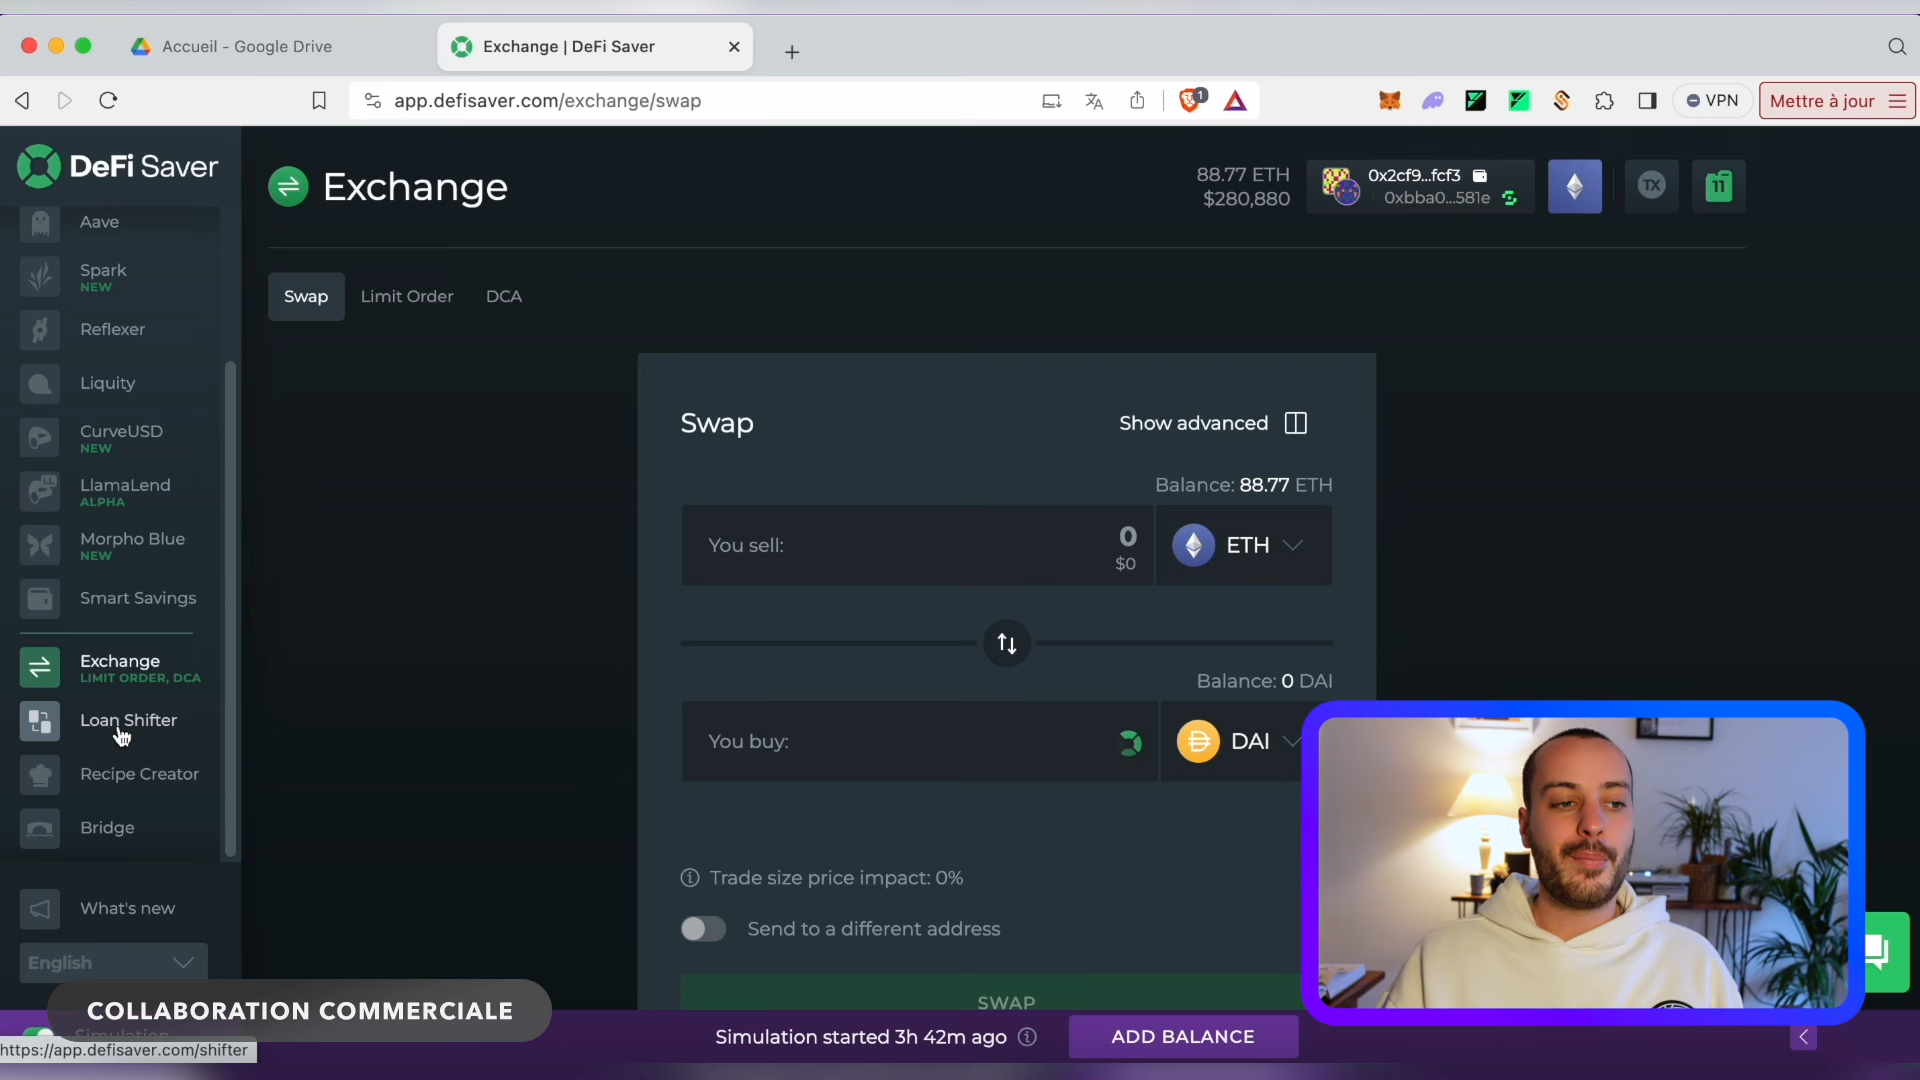 Accueil – Google Drive
Exchange | DeFi Saver
app.defisaver.com/exchange/swap
1
VPN
Mettre à jour
DeFi Saver
Exchange
88.77 ETH
$280,880
0x2cf9...fcf3
0xbba0...581e
TX
11
Aave
Spark
NEW
Reflexer
Liquity
CurveUSD
NEW
LlamaLend
ALPHA
Morpho Blue
NEW
Smart Savings
Exchange
LIMIT ORDER, DCA
Loan Shifter
Recipe Creator
Bridge
What's new
English
Swap
Limit Order
DCA
Swap
Show advanced
Balance: 88.77 ETH
You sell:
0
$0
ETH
Balance: 0 DAI
You buy:
DAI
Trade size price impact: 0%
Send to a different address
SWAP
COLLABORATION COMMERCIALE
Simulation
https://app.defisaver.com/shifter
Simulation started 3h 42m ago
ADD BALANCE